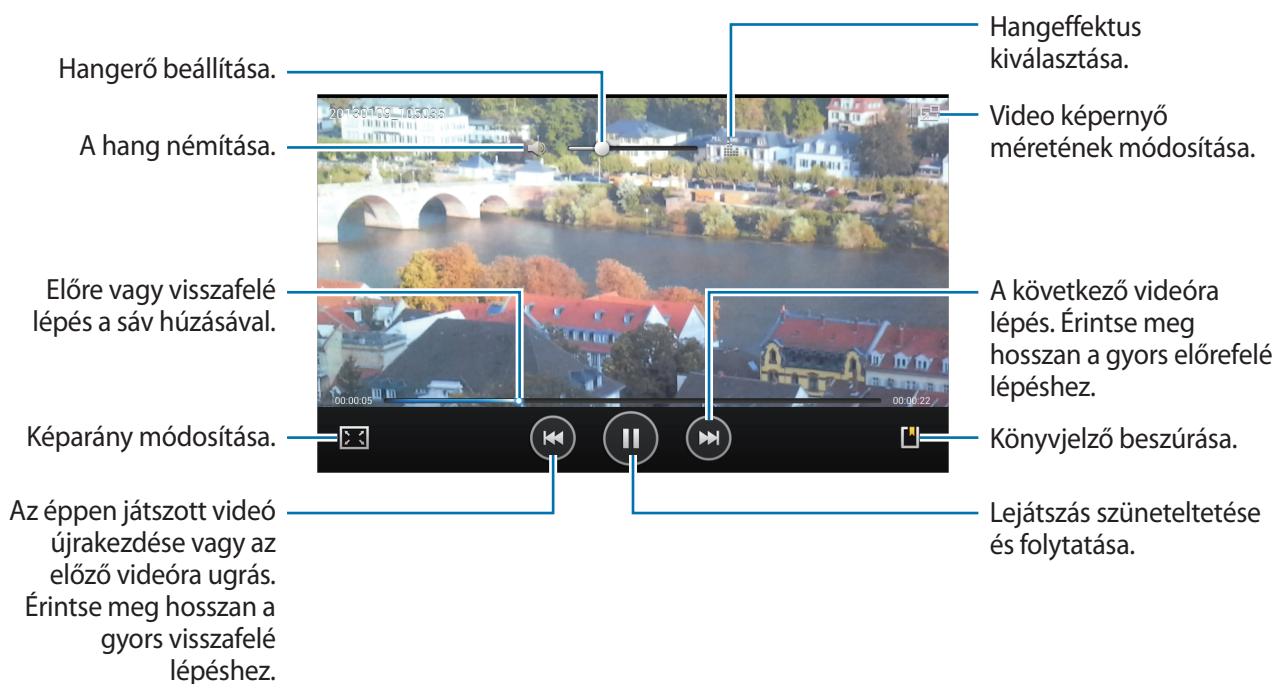 Hangerő beállítása.
A hang némítása.
Előre vagy visszafelé
lépés a sáv húzásával.
Képarány módosítása.
Az éppen játszott videó
újrakezdése vagy az
előző videóra ugrás.
Érintse meg hosszan a
gyors visszafelé
lépéshez.
20130109_105035
00:00:05
00:00:22
Hangeffektus
kiválasztása.
Video képernyő
méretének módosítása.
A következő videóra
lépés. Érintse meg
hosszan a gyors előrefelé
lépéshez.
Könyvjelző beszúrása.
Lejátszás szüneteltetése
és folytatása.